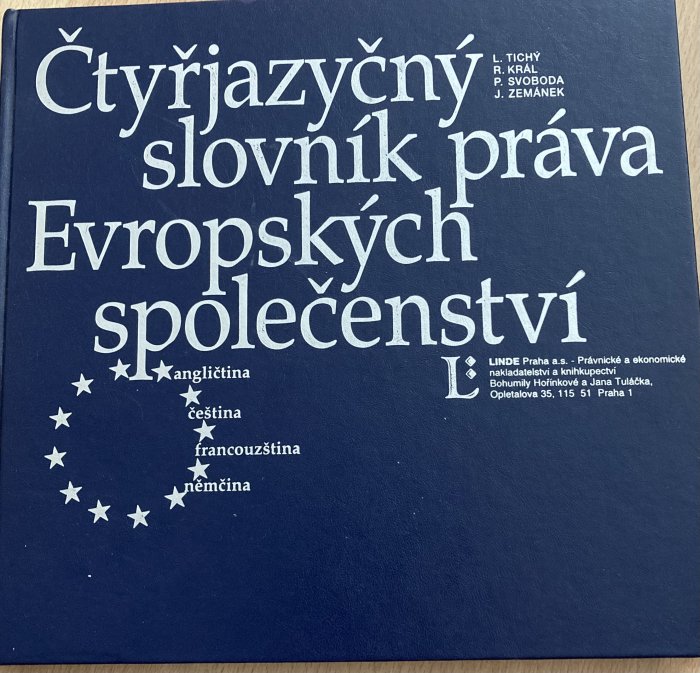 Čtyřjazyčný
slovník práva
Evropských
společenství
L. TICHÝ
R. KRÁL
P. SVOBODA
J. ZEMÁNEK
angličtina
čeština
francouzština
němčina
L
LINDE Praha a.s. - Právnické a ekonomické
nakladatelství a knihkupectví
Bohumily Hořínkové a Jana Tuláčka,
Opletalova 35, 115 51 Praha 1